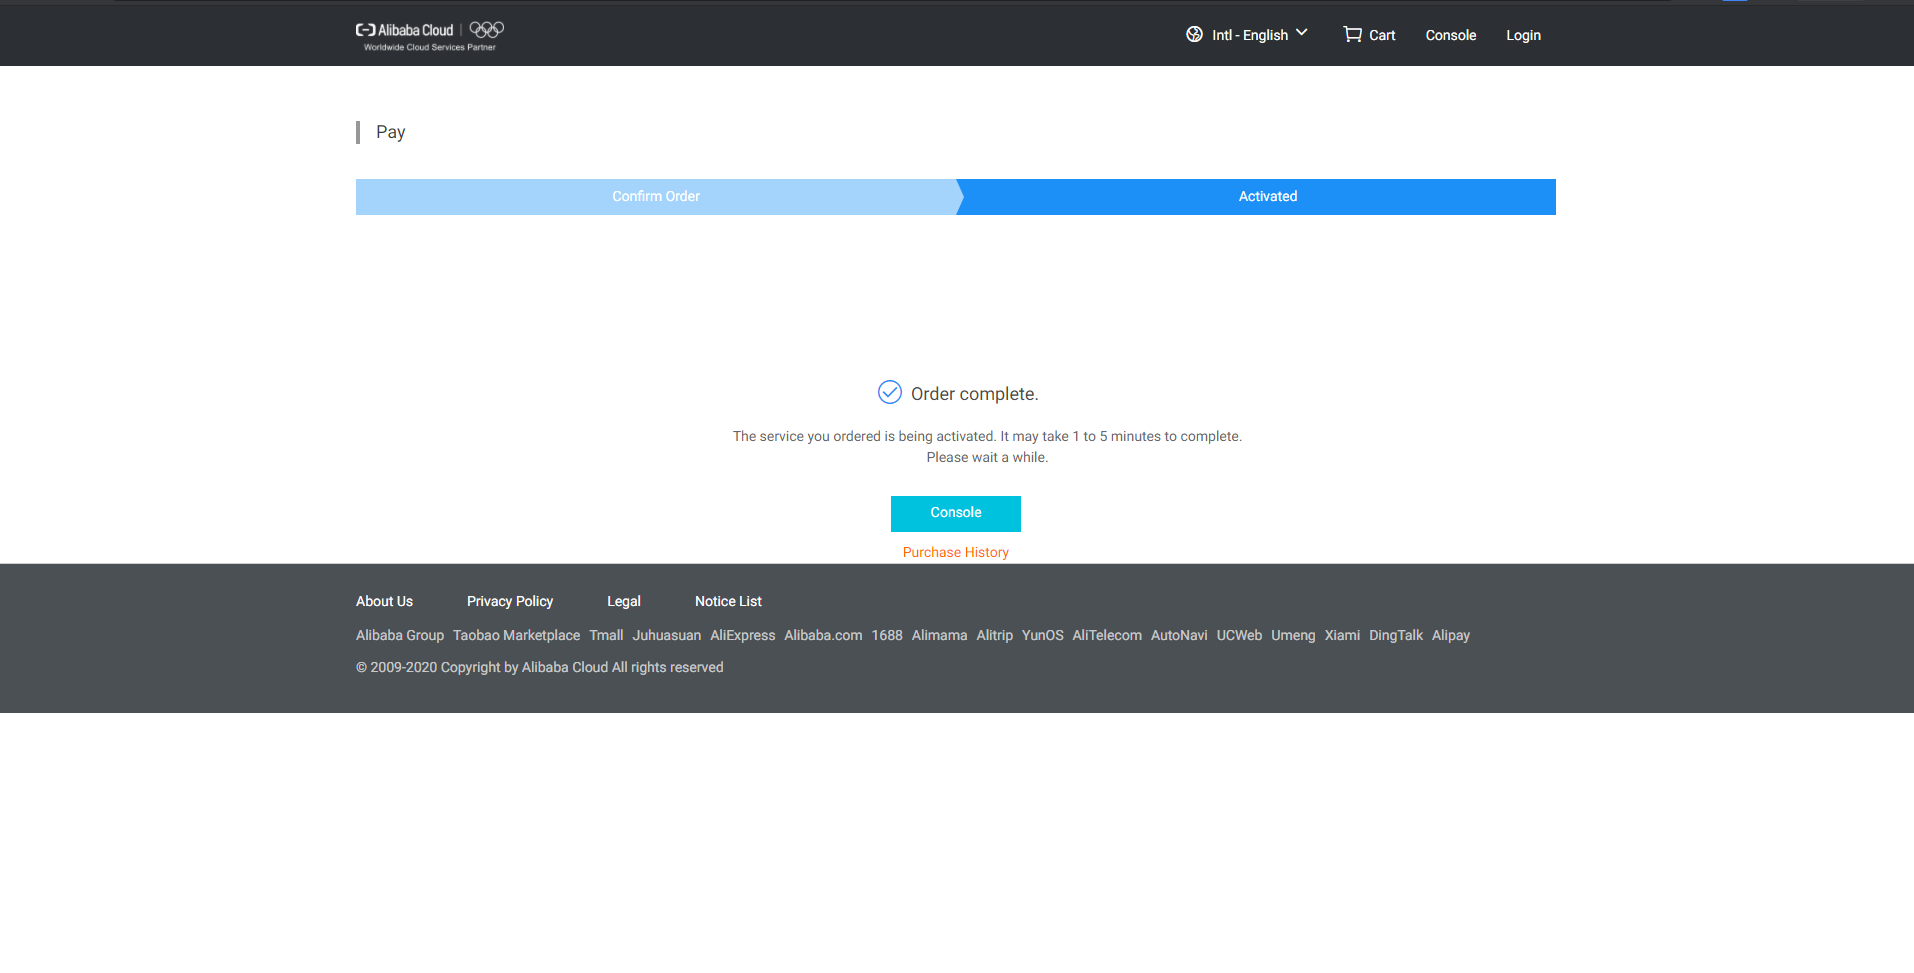 Alibaba Cloud
Worldwide Cloud Services Partner
Intl - English
Cart
Console
Login
Pay
Confirm Order
Activated
Order complete.
The service you ordered is being activated. It may take 1 to 5 minutes to complete.
Please wait a while.
Console
Purchase History
About Us
Privacy Policy
Legal
Notice List
Alibaba Group Taobao Marketplace Tmall Juhuasuan AliExpress Alibaba.com 1688 Alimama Alitrip YunOS AliTelecom AutoNavi UCWeb Umeng Xiami DingTalk Alipay
© 2009-2020 Copyright by Alibaba Cloud All rights reserved